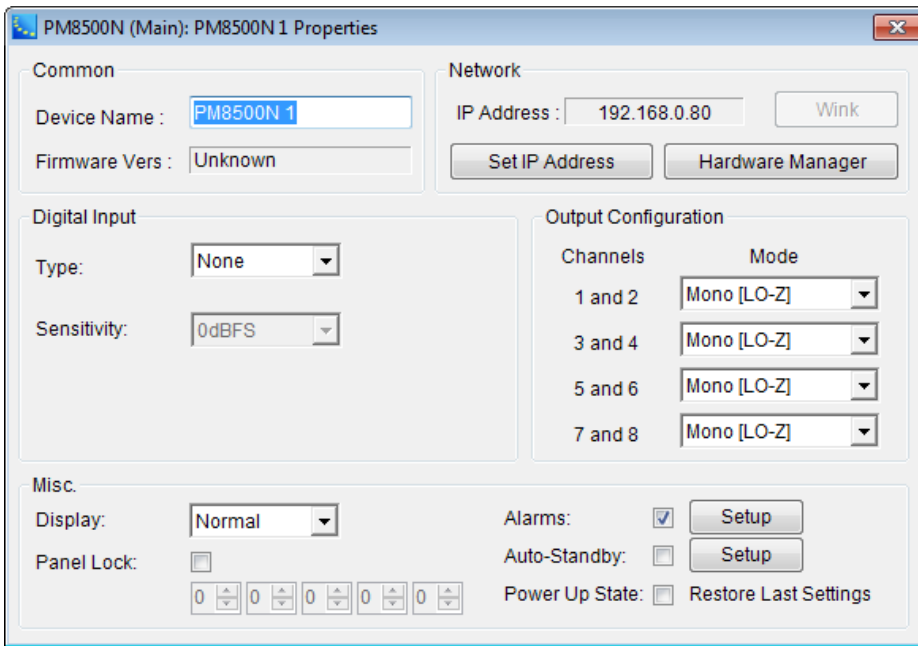 PM8500N (Main): PM8500N 1 Properties
Common
Device Name :
PM8500N 1
Firmware Vers :
Unknown
Network
IP Address :
192.168.0.80
Wink
Set IP Address
Hardware Manager
Digital Input
Type:
None
Sensitivity:
0dBFS
Output Configuration
Channels
Mode
1 and 2
Mono [LO-Z]
3 and 4
Mono [LO-Z]
5 and 6
Mono [LO-Z]
7 and 8
Mono [LO-Z]
Misc.
Display:
Normal
Panel Lock:
0 0 0 0 0
Alarms:
Setup
Auto-Standby:
Setup
Power Up State:
Restore Last Settings